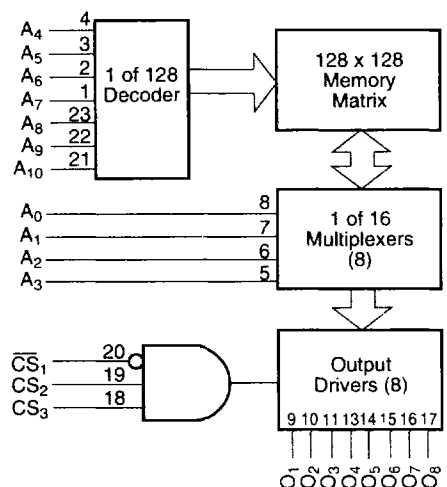 A4 4
A5 3
A6 2
A7 1
A8 23
A9 22
A10 21
1 of 128
Decoder
128 x 128
Memory
Matrix
A0 8
A1 7
A2 6
A3 5
1 of 16
Multiplexers
(8)
C̅S̅1 20
CS2 19
CS3 18
Output
Drivers (8)
9 10 11 13 14 15 16 17
O1 O2 O3 O4 O5 O6 O7 O8